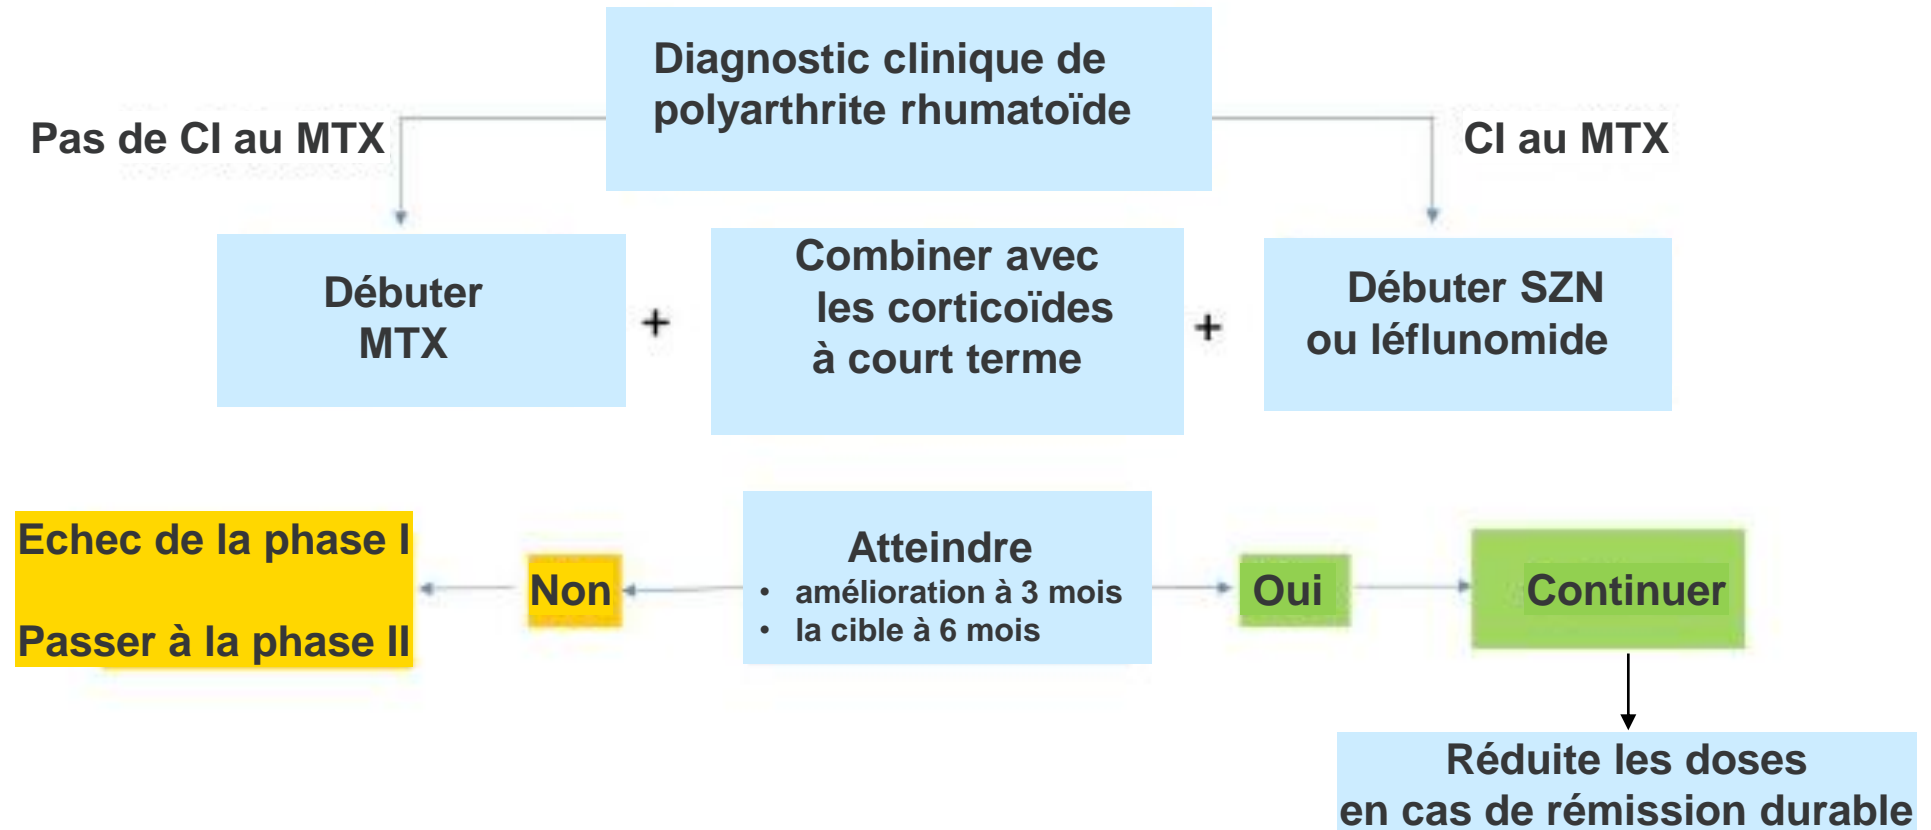 Diagnostic clinique de
polyarthrite rhumatoïde
Pas de CI au MTX
CI au MTX
Débuter
MTX
+
Combiner avec
les corticoïdes
à court terme
+
Débuter SZN
ou léflunomide
Echec de la phase I
Passer à la phase II
Non
Atteindre
• amélioration à 3 mois
• la cible à 6 mois
Oui
Continuer
Réduite les doses
en cas de rémission durable